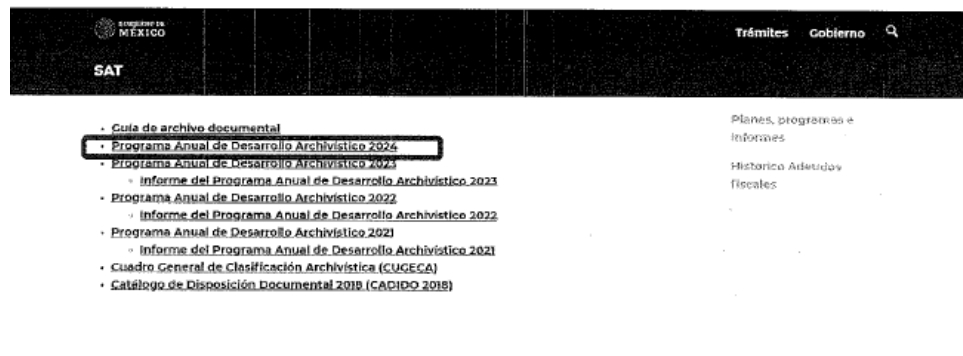 GOBIERNO DE
MÉXICO
Trámites Gobierno
SAT
• Guía de archivo documental
• Programa Anual de Desarrollo Archivístico 2024
• Programa Anual de Desarrollo Archivístico 2023
◦ Informe del Programa Anual de Desarrollo Archivístico 2023
• Programa Anual de Desarrollo Archivístico 2022
◦ Informe del Programa Anual de Desarrollo Archivístico 2022
• Programa Anual de Desarrollo Archivístico 2021
◦ Informe del Programa Anual de Desarrollo Archivístico 2021
• Cuadro General de Clasificación Archivística (CUGECA)
• Catálogo de Disposición Documental 2018 (CADIDO 2018)
Planes, programas e
informes
Histórico Adeudos
fiscales